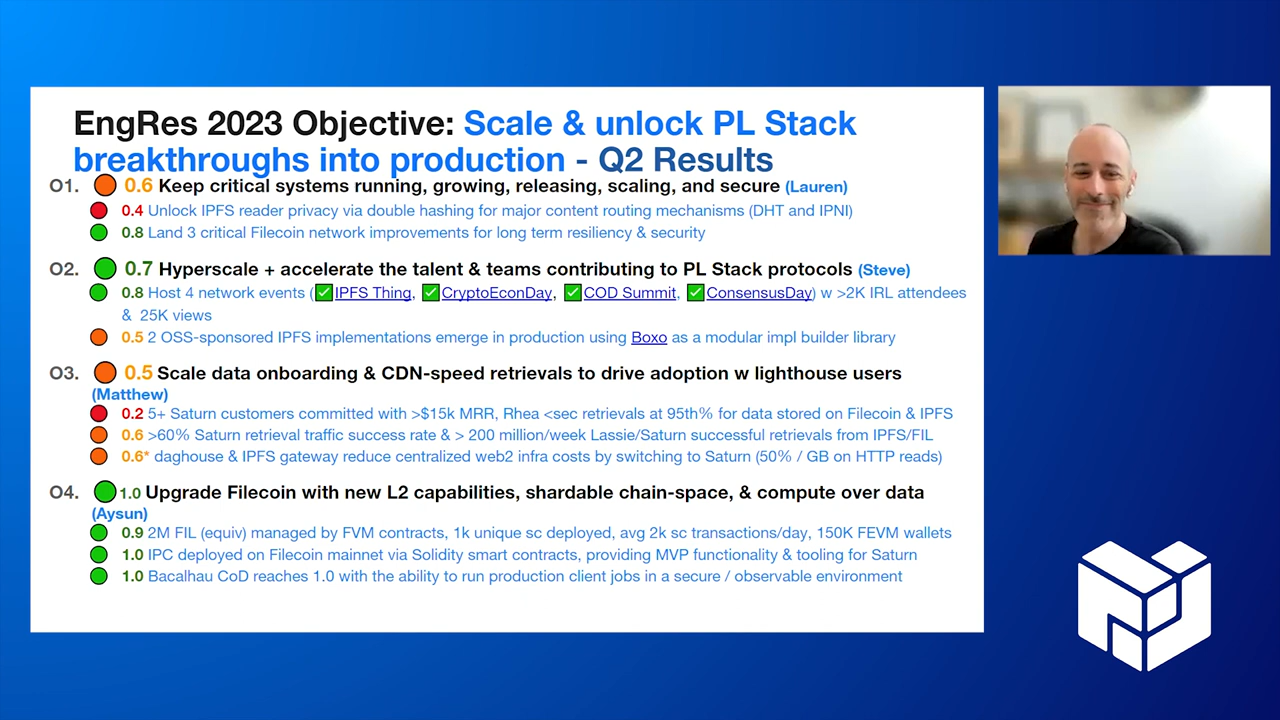 EngRes 2023 Objective: Scale & unlock PL Stack
breakthroughs into production - Q2 Results
O1. 0.6 Keep critical systems running, growing, releasing, scaling, and secure (Lauren)
0.4 Unlock IPFS reader privacy via double hashing for major content routing mechanisms (DHT and IPNI)
0.8 Land 3 critical Filecoin network improvements for long term resiliency & security
O2. 0.7 Hyperscale + accelerate the talent & teams contributing to PL Stack protocols (Steve)
0.8 Host 4 network events (✅IPFS Thing, ✅CryptoEconDay, ✅COD Summit, ✅ConsensusDay) w >2K IRL attendees
& 25K views
0.5 2 OSS-sponsored IPFS implementations emerge in production using Boxo as a modular impl builder library
O3. 0.5 Scale data onboarding & CDN-speed retrievals to drive adoption w lighthouse users
(Matthew)
0.2 5+ Saturn customers committed with >$15k MRR, Rhea <sec retrievals at 95th% for data stored on Filecoin & IPFS
0.6 >60% Saturn retrieval traffic success rate & > 200 million/week Lassie/Saturn successful retrievals from IPFS/FIL
0.6* daghouse & IPFS gateway reduce centralized web2 infra costs by switching to Saturn (50% / GB on HTTP reads)
O4. 1.0 Upgrade Filecoin with new L2 capabilities, shardable chain-space, & compute over data
(Aysun)
0.9 2M FIL (equiv) managed by FVM contracts, 1k unique sc deployed, avg 2k sc transactions/day, 150K FEVM wallets
1.0 IPC deployed on Filecoin mainnet via Solidity smart contracts, providing MVP functionality & tooling for Saturn
1.0 Bacalhau CoD reaches 1.0 with the ability to run production client jobs in a secure / observable environment